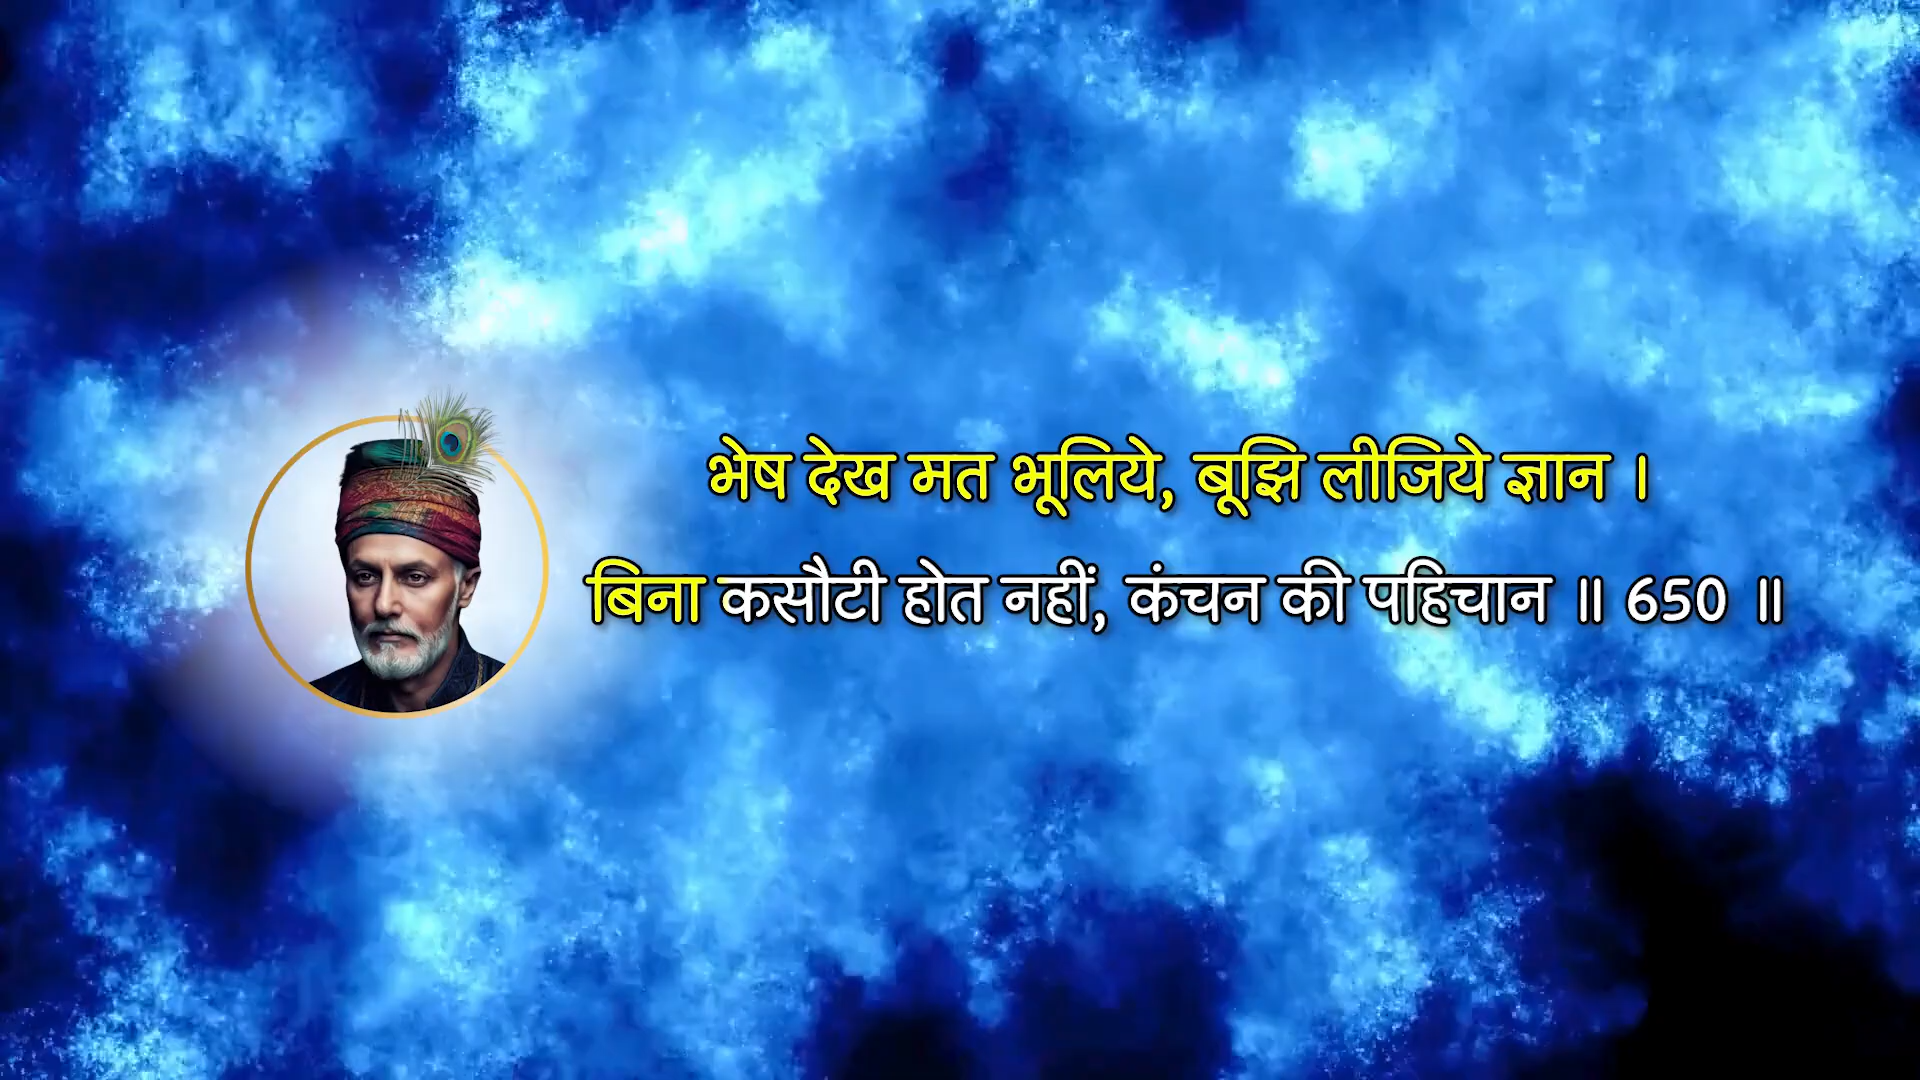 भेष देख मत भूलिये, बूझि लीजिये ज्ञान ।
बिना कसौटी होत नहीं, कंचन की पहिचान ॥ 650 ॥